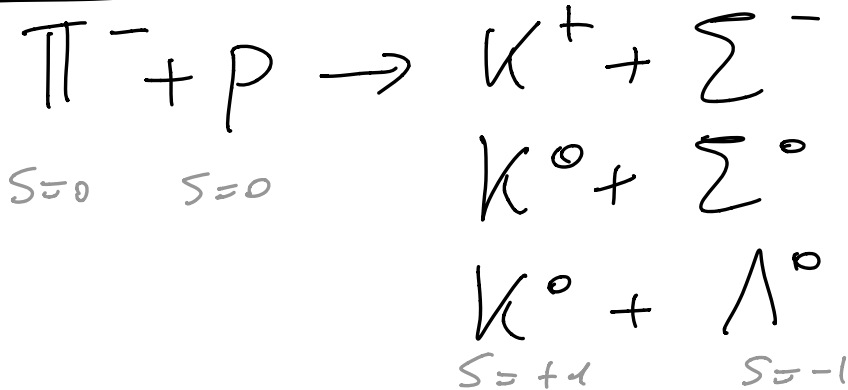 π⁻ + p → K⁺ + Σ⁻
K⁰ + Σ⁰
S=0 S=0
K⁰ + Λ⁰
S=+1 S=-1